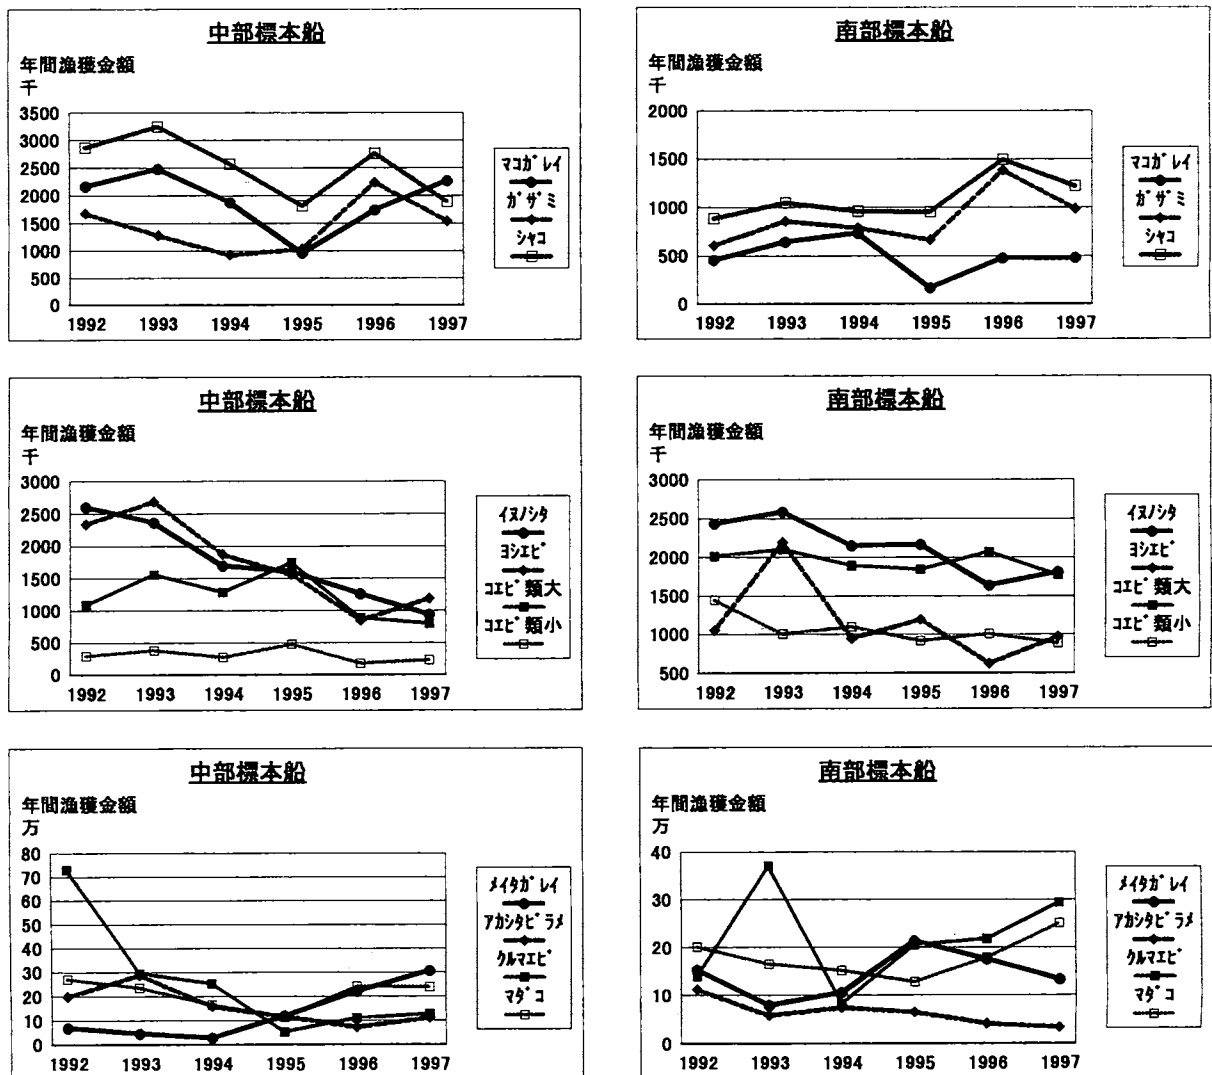 中部標本船
年間漁獲金額
千
3500
3000
2500
2000
1500
1000
500
0
1992 1993 1994 1995 1996 1997
マコガレイ
ガザミ
シャコ
南部標本船
年間漁獲金額
千
2000
1500
1000
500
0
1992 1993 1994 1995 1996 1997
マコガレイ
ガザミ
シャコ
中部標本船
年間漁獲金額
千
3000
2500
2000
1500
1000
500
0
1992 1993 1994 1995 1996 1997
イヌノシタ
ヨシエビ
コエビ類大
コエビ類小
南部標本船
年間漁獲金額
千
3000
2500
2000
1500
1000
500
1992 1993 1994 1995 1996 1997
イヌノシタ
ヨシエビ
コエビ類大
コエビ類小
中部標本船
年間漁獲金額
万
80
70
60
50
40
30
20
10
0
1992 1993 1994 1995 1996 1997
メイタガレイ
アカシタビラメ
クルマエビ
マダコ
南部標本船
年間漁獲金額
万
40
30
20
10
0
1992 1993 1994 1995 1996 1997
メイタガレイ
アカシタビラメ
クルマエビ
マダコ